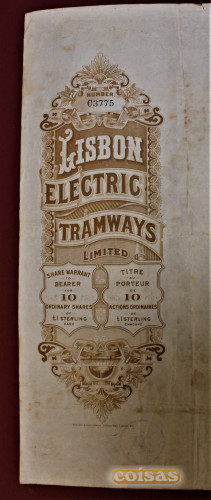 NUMBER
C3775
LISBON
ELECTRIC
TRAMWAYS
LIMITED
SHARE WARRANT
TO
BEARER
FOR
10
ORDINARY SHARES
OF
£1 STERLING
EACH
TITRE
AU
PORTEUR
DE
10
ACTIONS ORDINAIRES
DE
£1 STERLING
CHACUNE
coisas